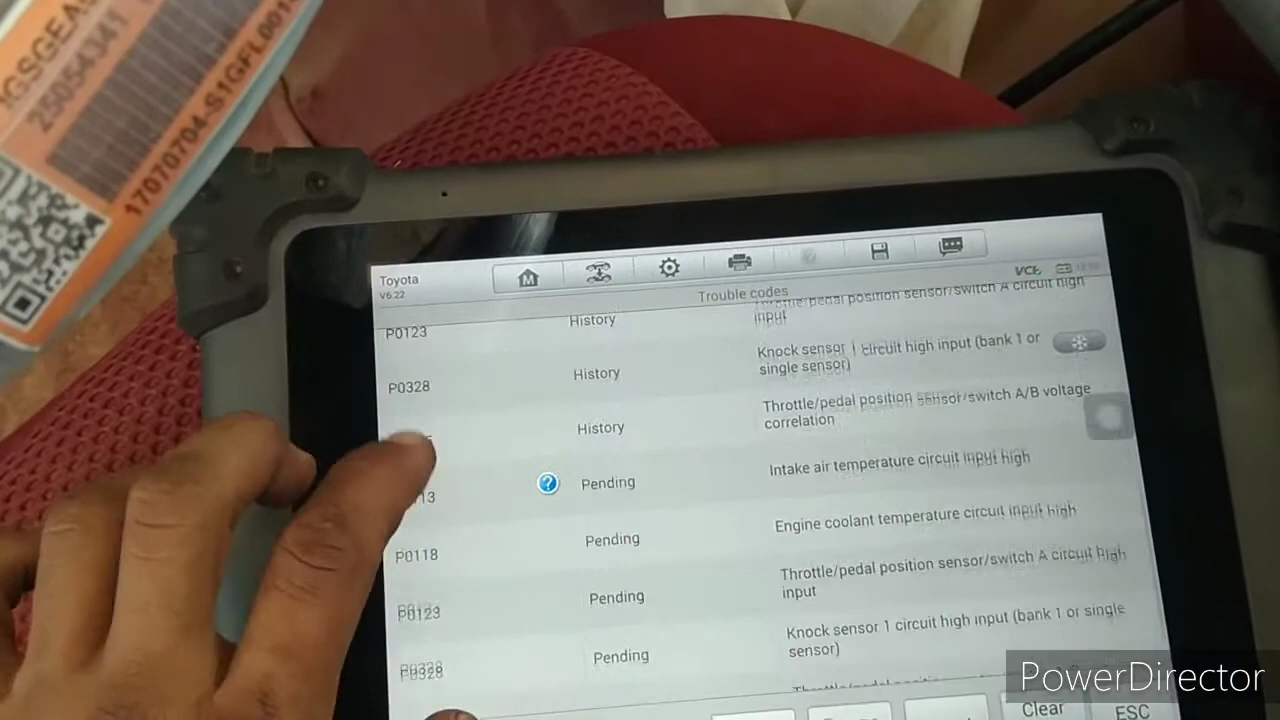 25054341
17070704-S1GFL001
Toyota
V6.22
M
VCI
Trouble codes
P0123 History Throttle/pedal position sensor/switch A circuit high
input
P0328 History Knock sensor 1 circuit high input (bank 1 or
single sensor)
History Throttle/pedal position sensor/switch A/B voltage
correlation
13 ? Pending Intake air temperature circuit input high
P0118 Pending Engine coolant temperature circuit input high
P0123 Pending Throttle/pedal position sensor/switch A circuit high
input
P0328 Pending Knock sensor 1 circuit high input (bank 1 or single
sensor)
Clear
ESC
PowerDirector